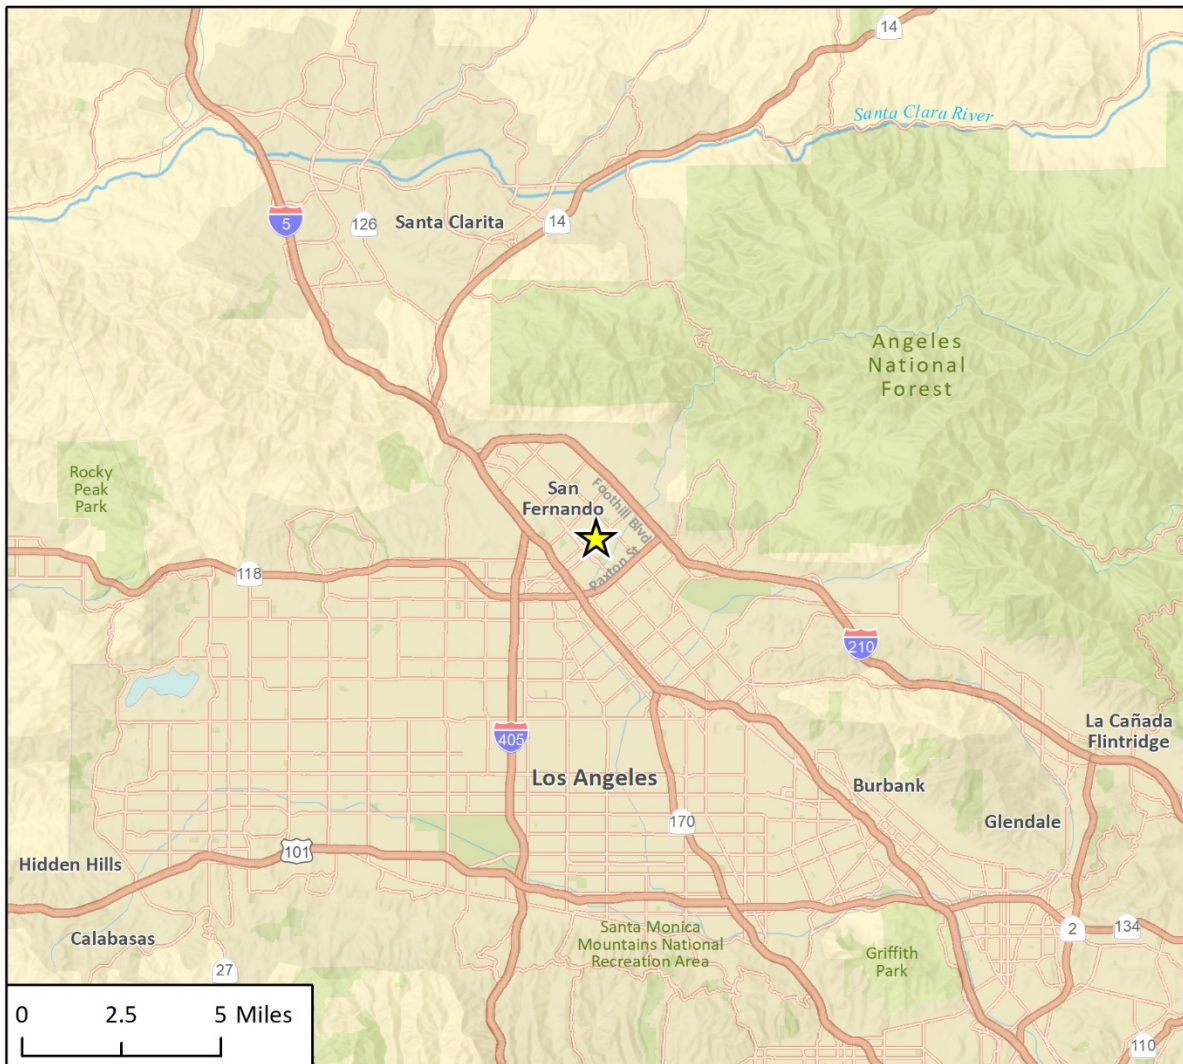 14
Santa Clara River
5
126
Santa Clarita
14
Angeles
National
Forest
Rocky
Peak
Park
San
Fernando
Foothill Blvd
Paxton St
118
210
405
La Cañada
Flintridge
Los Angeles
Burbank
170
Glendale
101
Hidden Hills
Calabasas
Santa Monica
Mountains National
Recreation Area
Griffith
Park
2
134
27
0 2.5 5 Miles
110